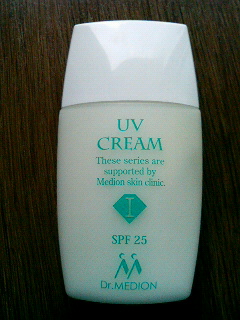 UV
CREAM
These series are
supported by
Medion skin clinic.
I
SPF 25
Dr.MEDION